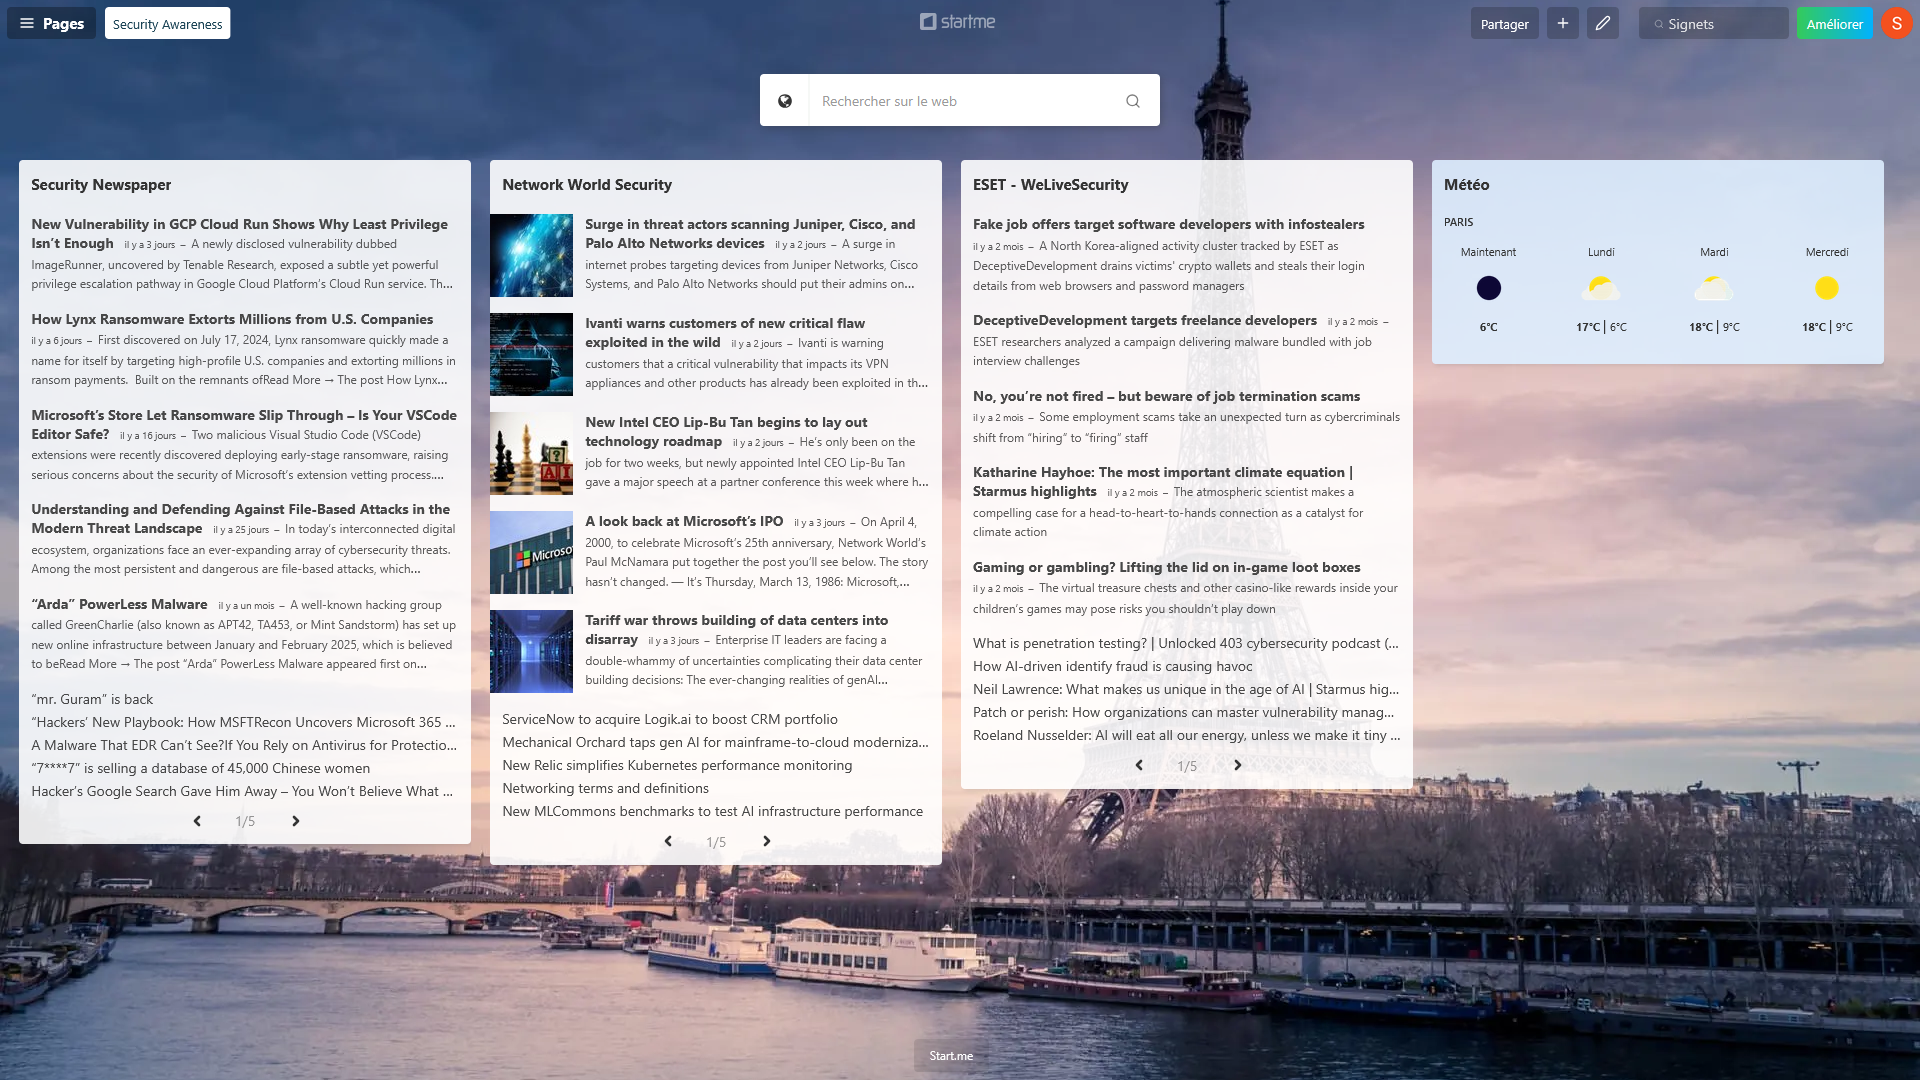 Pages
Security Awareness
startme
Partager
Signets
Améliorer
S
Rechercher sur le web
Security Newspaper
New Vulnerability in GCP Cloud Run Shows Why Least Privilege
Isn’t Enough il y a 3 jours – A newly disclosed vulnerability dubbed
ImageRunner, uncovered by Tenable Research, exposed a subtle yet powerful
privilege escalation pathway in Google Cloud Platform’s Cloud Run service. Th...
How Lynx Ransomware Extorts Millions from U.S. Companies
il y a 6 jours – First discovered on July 17, 2024, Lynx ransomware quickly made a
name for itself by targeting high-profile U.S. companies and extorting millions in
ransom payments. Built on the remnants ofRead More → The post How Lynx...
Microsoft’s Store Let Ransomware Slip Through – Is Your VSCode
Editor Safe? il y a 16 jours – Two malicious Visual Studio Code (VSCode)
extensions were recently discovered deploying early-stage ransomware, raising
serious concerns about the security of Microsoft’s extension vetting process....
Understanding and Defending Against File-Based Attacks in the
Modern Threat Landscape il y a 25 jours – In today’s interconnected digital
ecosystem, organizations face an ever-expanding array of cybersecurity threats.
Among the most persistent and dangerous are file-based attacks, which...
“Arda” PowerLess Malware il y a un mois – A well-known hacking group
called GreenCharlie (also known as APT42, TA453, or Mint Sandstorm) has set up
new online infrastructure between January and February 2025, which is believed
to beRead More → The post “Arda” PowerLess Malware appeared first on...
“mr. Guram” is back
“Hackers’ New Playbook: How MSFTRecon Uncovers Microsoft 365 ...
A Malware That EDR Can’t See?If You Rely on Antivirus for Protectio...
“7****7” is selling a database of 45,000 Chinese women
Hacker’s Google Search Gave Him Away – You Won’t Believe What ...
1/5
Network World Security
Surge in threat actors scanning Juniper, Cisco, and
Palo Alto Networks devices il y a 2 jours – A surge in
internet probes targeting devices from Juniper Networks, Cisco
Systems, and Palo Alto Networks should put their admins on...
Ivanti warns customers of new critical flaw
exploited in the wild il y a 2 jours – Ivanti is warning
customers that a critical vulnerability that impacts its VPN
appliances and other products has already been exploited in th...
New Intel CEO Lip-Bu Tan begins to lay out
technology roadmap il y a 2 jours – He’s only been on the
job for two weeks, but newly appointed Intel CEO Lip-Bu Tan
gave a major speech at a partner conference this week where h...
? AI
A look back at Microsoft’s IPO il y a 3 jours – On April 4,
2000, to celebrate Microsoft’s 25th anniversary, Network World’s
Paul McNamara put together the post you’ll see below. The story
hasn’t changed. — It’s Thursday, March 13, 1986: Microsoft,...
Microso
Tariff war throws building of data centers into
disarray il y a 3 jours – Enterprise IT leaders are facing a
double-whammy of uncertainties complicating their data center
building decisions: The ever-changing realities of genAI...
ServiceNow to acquire Logik.ai to boost CRM portfolio
Mechanical Orchard taps gen AI for mainframe-to-cloud moderniza...
New Relic simplifies Kubernetes performance monitoring
Networking terms and definitions
New MLCommons benchmarks to test AI infrastructure performance
1/5
ESET - WeLiveSecurity
Fake job offers target software developers with infostealers
il y a 2 mois – A North Korea-aligned activity cluster tracked by ESET as
DeceptiveDevelopment drains victims' crypto wallets and steals their login
details from web browsers and password managers
DeceptiveDevelopment targets freelance developers il y a 2 mois –
ESET researchers analyzed a campaign delivering malware bundled with job
interview challenges
No, you’re not fired – but beware of job termination scams
il y a 2 mois – Some employment scams take an unexpected turn as cybercriminals
shift from “hiring” to “firing” staff
Katharine Hayhoe: The most important climate equation |
Starmus highlights il y a 2 mois – The atmospheric scientist makes a
compelling case for a head-to-heart-to-hands connection as a catalyst for
climate action
Gaming or gambling? Lifting the lid on in-game loot boxes
il y a 2 mois – The virtual treasure chests and other casino-like rewards inside your
children’s games may pose risks you shouldn’t play down
What is penetration testing? | Unlocked 403 cybersecurity podcast (...
How AI-driven identify fraud is causing havoc
Neil Lawrence: What makes us unique in the age of AI | Starmus hig...
Patch or perish: How organizations can master vulnerability manag...
Roeland Nusselder: AI will eat all our energy, unless we make it tiny ...
1/5
Météo
PARIS
Maintenant Lundi Mardi Mercredi
6°C 17°C | 6°C 18°C | 9°C 18°C | 9°C
Start.me